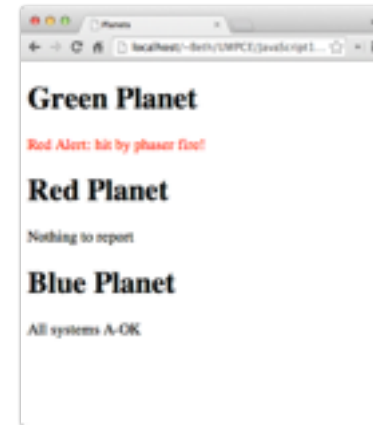 Planets
localhost/~Beth/UWPCE/JavaScript1...
Green Planet
Red Alert: hit by phaser fire!
Red Planet
Nothing to report
Blue Planet
All systems A-OK